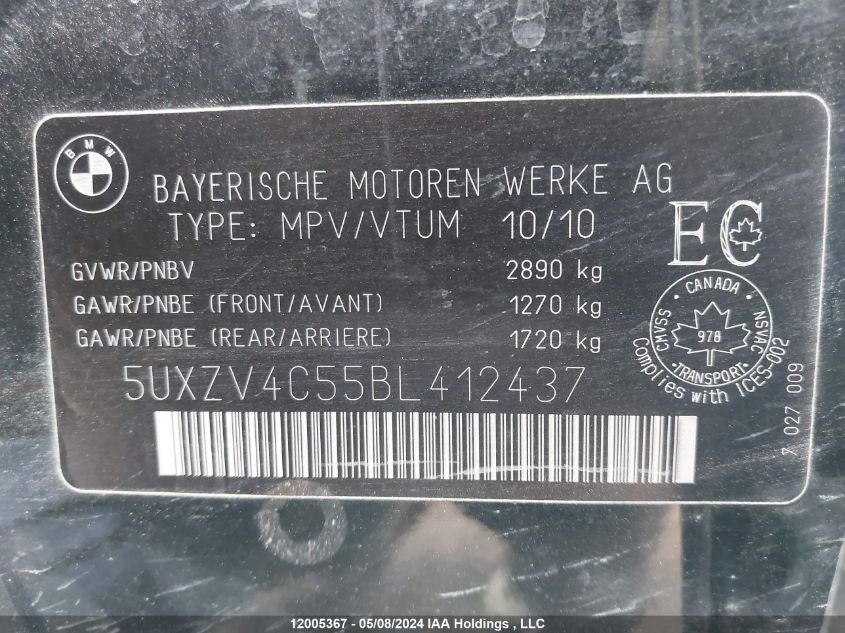 BMW
BAYERISCHE MOTOREN WERKE AG
TYPE: MPV/VTUM 10/10
EC
GVWR/PNBV 2890 kg
GAWR/PNBE (FRONT/AVANT) 1270 kg
GAWR/PNBE (REAR/ARRIERE) 1720 kg
· CANADA ·
CMVSS
NSVAC
978
·TRANSPORT·
Complies with ICES-002
7 027 009
5UXZV4C55BL412437
12005367 - 05/08/2024 IAA Holdings , LLC